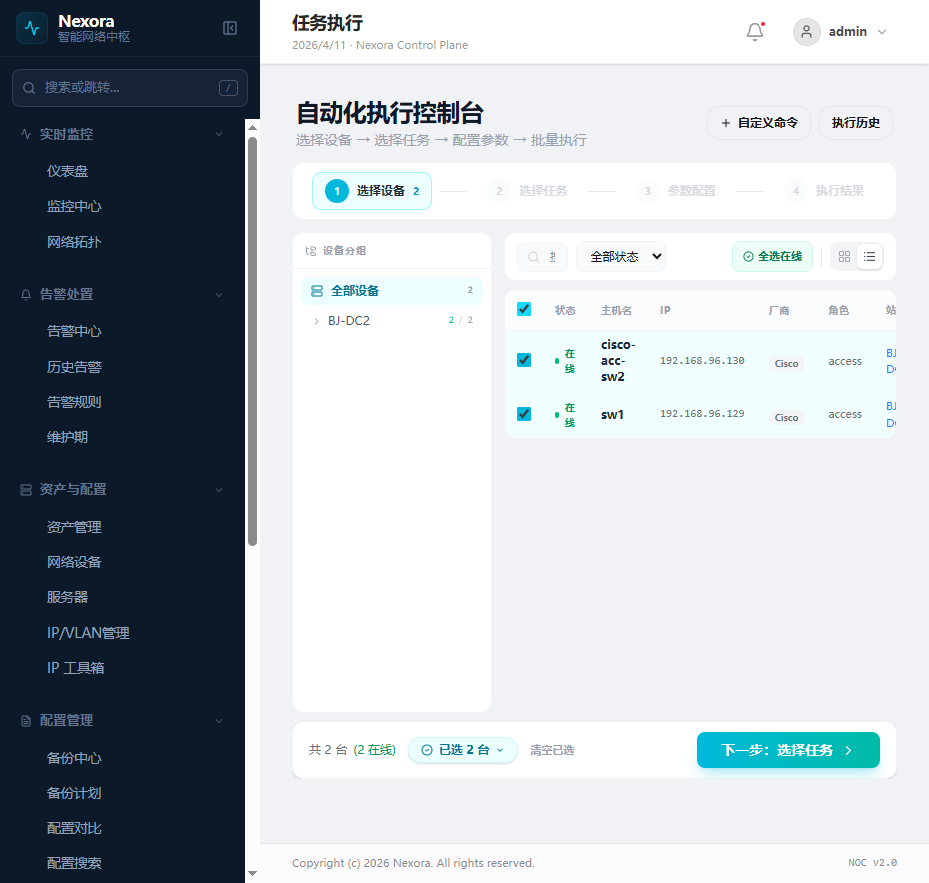 Nexora
智能网络中枢
搜索或跳转...
/
实时监控
仪表盘
监控中心
网络拓扑
告警处置
告警中心
历史告警
告警规则
维护期
资产与配置
资产管理
网络设备
服务器
IP/VLAN管理
IP 工具箱
配置管理
备份中心
备份计划
配置对比
配置搜索
任务执行
2026/4/11 · Nexora Control Plane
admin
自动化执行控制台
选择设备 → 选择任务 → 配置参数 → 批量执行
+ 自定义命令
执行历史
1 选择设备 2
2 选择任务
3 参数配置
4 执行结果
设备分组
全部设备 2
BJ-DC2 2 / 2
全部状态
全选在线
状态 主机名 IP 厂商 角色 站
在线 cisco-acc-sw2 192.168.96.130 Cisco access BJ DC
在线 sw1 192.168.96.129 Cisco access BJ DC
共 2 台 (2 在线)
已选 2 台
清空已选
下一步：选择任务
Copyright (c) 2026 Nexora. All rights reserved.
NOC v2.0